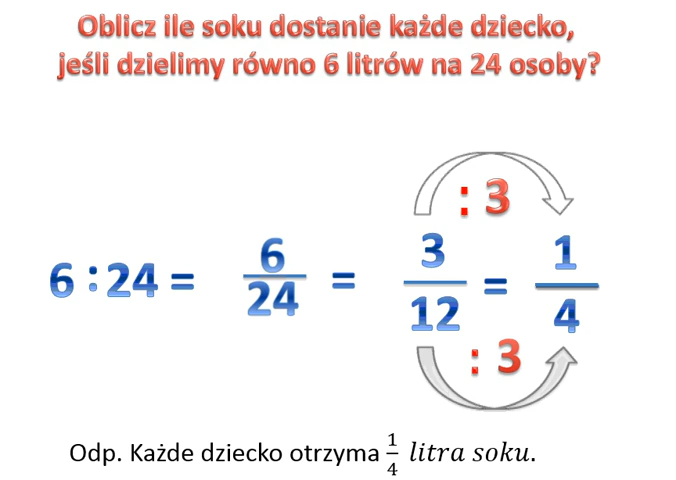 Oblicz ile soku dostanie każde dziecko,
jeśli dzielimy równo 6 litrów na 24 osoby?
: 3
6 : 24 = 6/24 = 3/12 = 1/4
: 3
Odp. Każde dziecko otrzyma 1/4 litra soku.